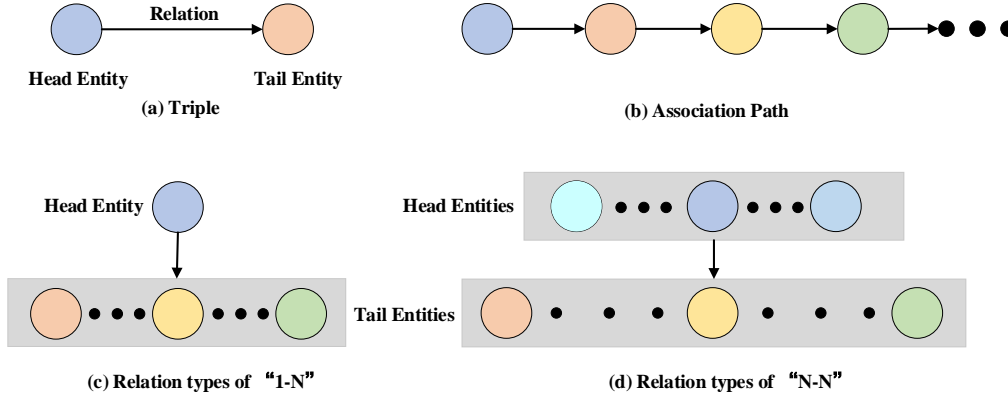 Relation
Head Entity
Tail Entity
(a) Triple
(b) Association Path
Head Entity
Head Entities
Tail Entities
(c) Relation types of “1-N”
(d) Relation types of “N-N”